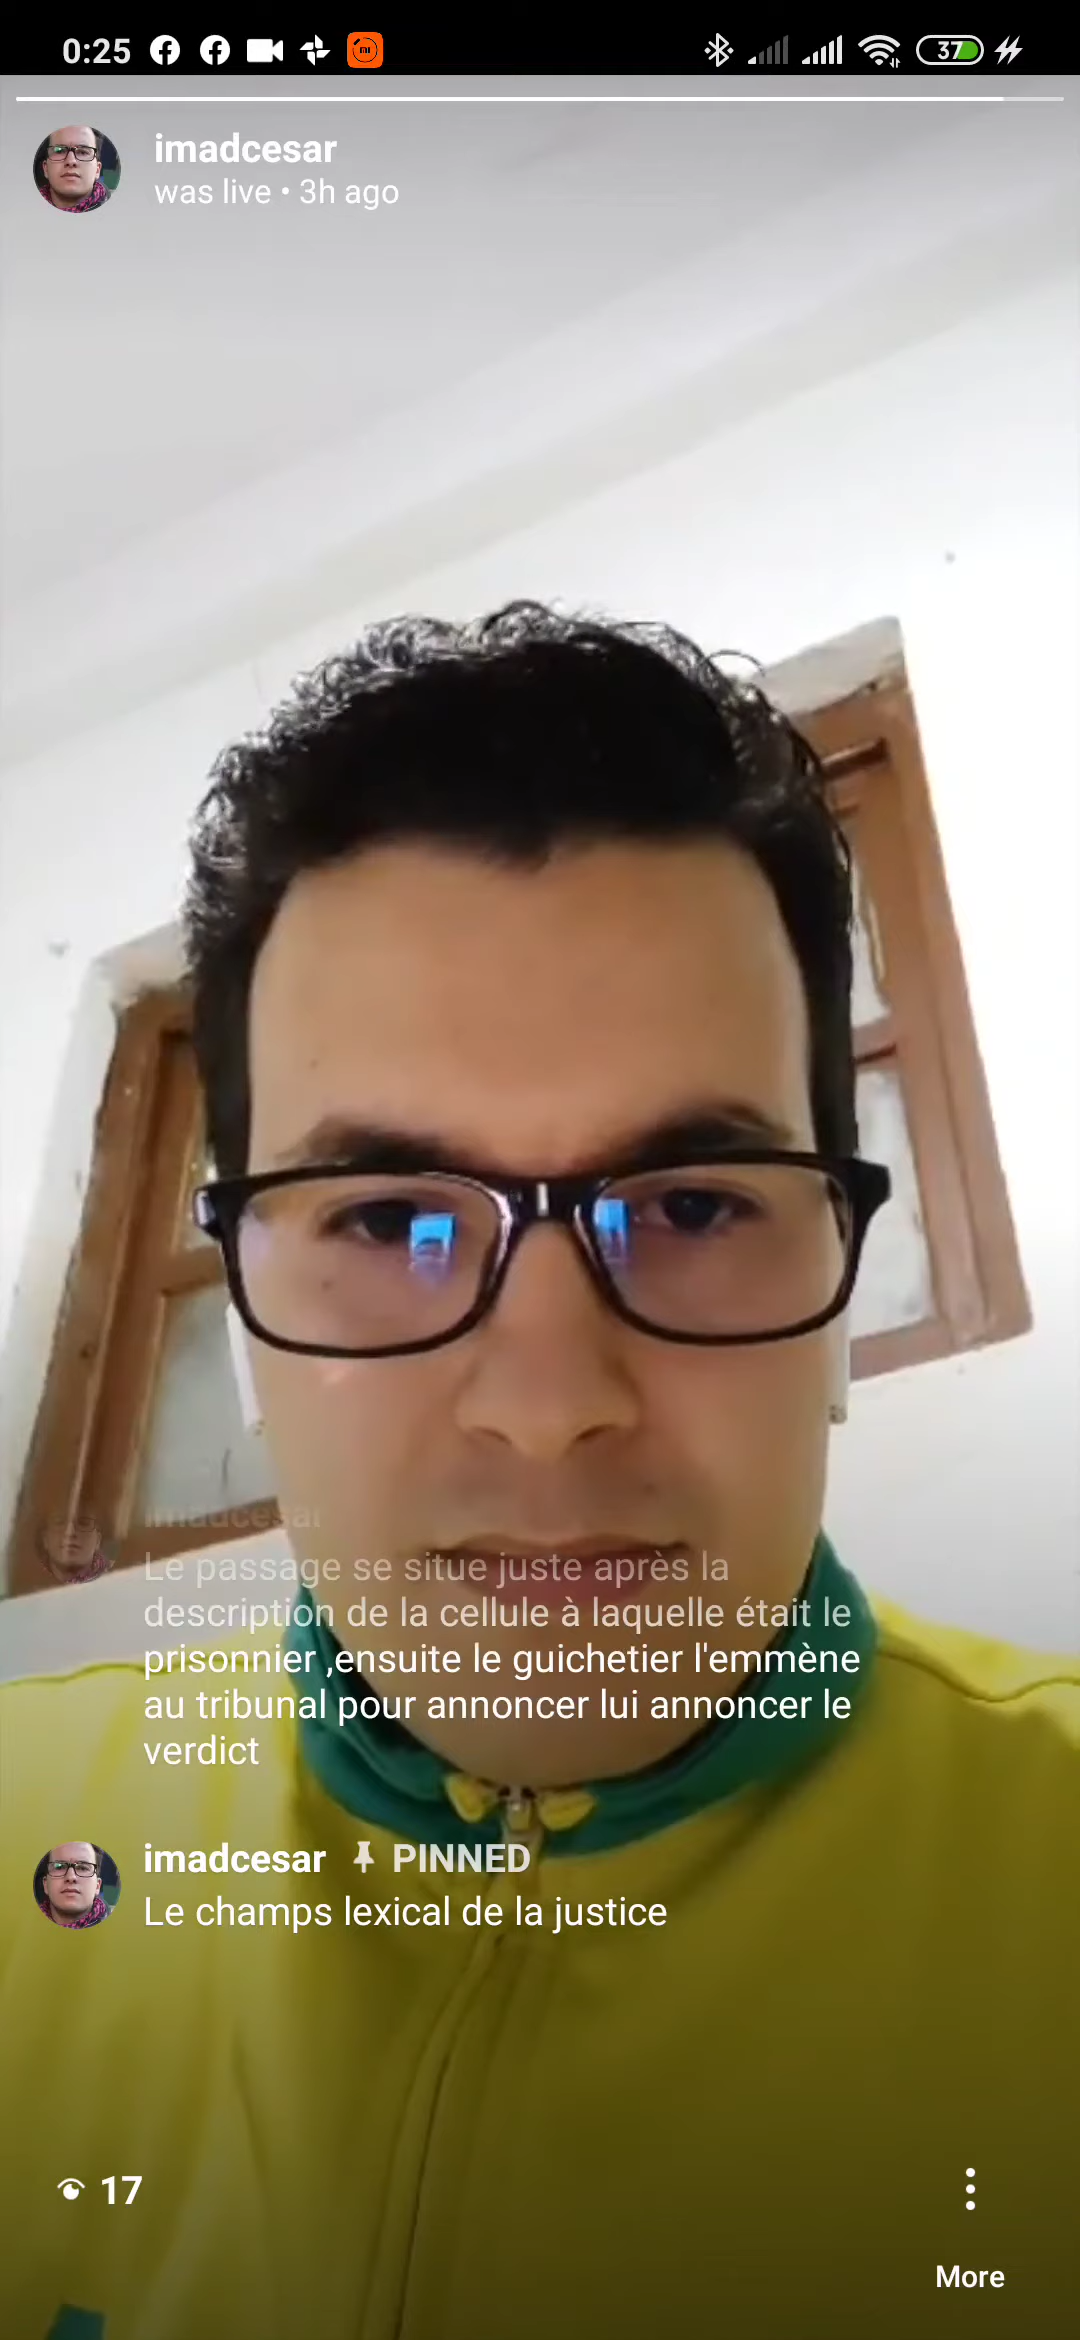 0:25
37
imadcesar
was live • 3h ago
imadcesar
Le passage se situe juste après la
description de la cellule à laquelle était le
prisonnier ,ensuite le guichetier l'emmène
au tribunal pour annoncer lui annoncer le
verdict
imadcesar PINNED
Le champs lexical de la justice
17
More